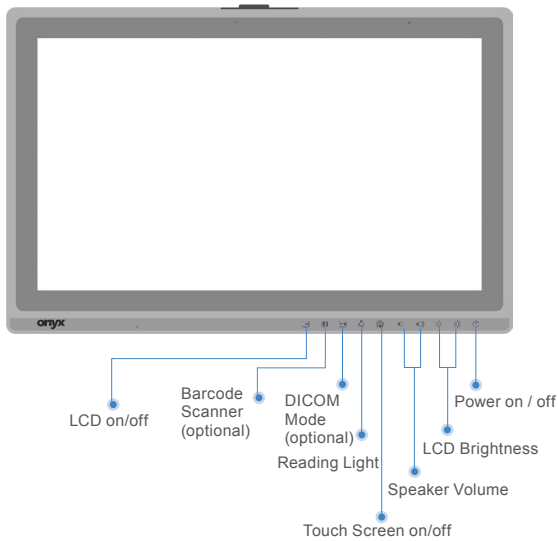 onyx
LCD on/off
Barcode
Scanner
(optional)
DICOM
Mode
(optional)
Reading Light
Touch Screen on/off
Speaker Volume
LCD Brightness
Power on / off